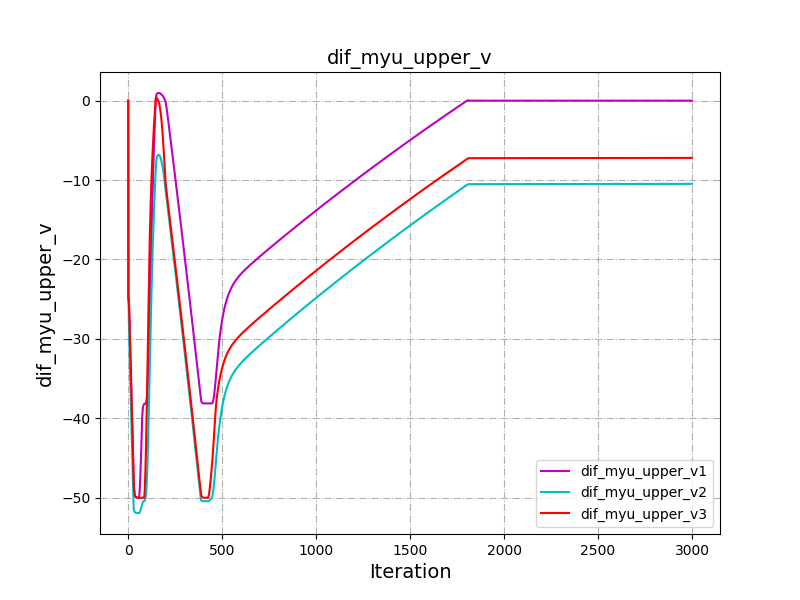 dif_myu_upper_v
dif_myu_upper_v
0
−10
−20
−30
−40
−50
0
500
1000
1500
2000
2500
3000
Iteration
dif_myu_upper_v1
dif_myu_upper_v2
dif_myu_upper_v3